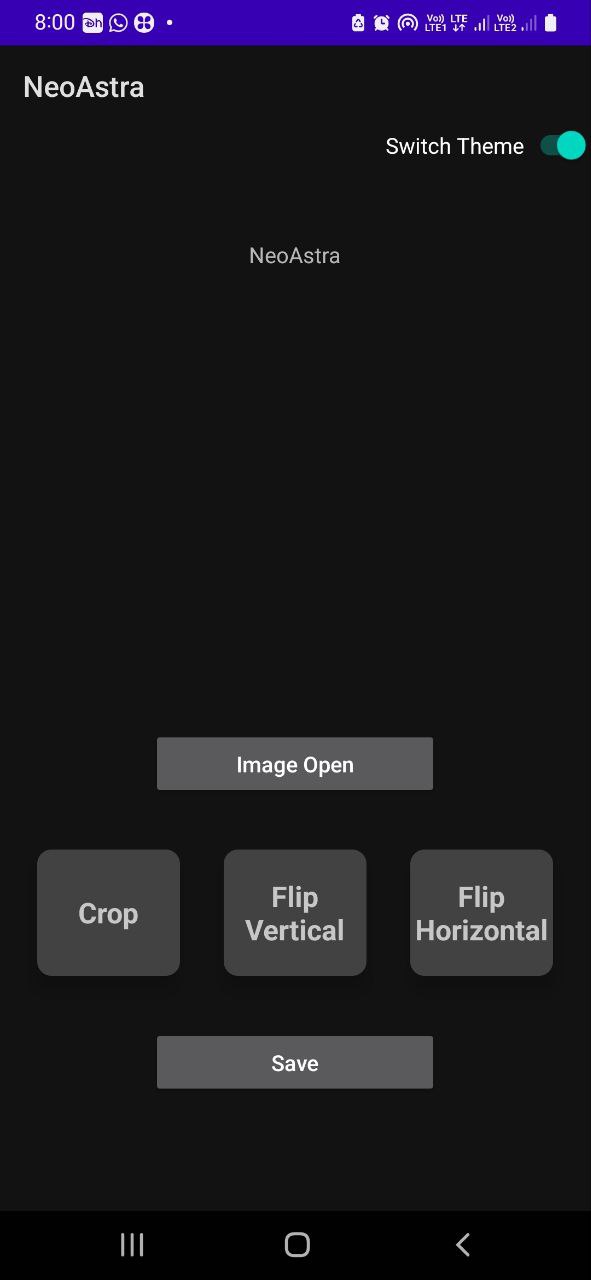 8:00
Vo)) LTE Vo))
LTE1 LTE2
NeoAstra
Switch Theme
NeoAstra
Image Open
Crop
Flip
Vertical
Flip
Horizontal
Save